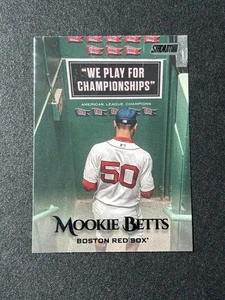 STADIUM
"WE PLAY FOR
CHAMPIONSHIPS"
AMERICAN LEAGUE CHAMPIONS
50
MOOKIE BETTS
BOSTON RED SOX®